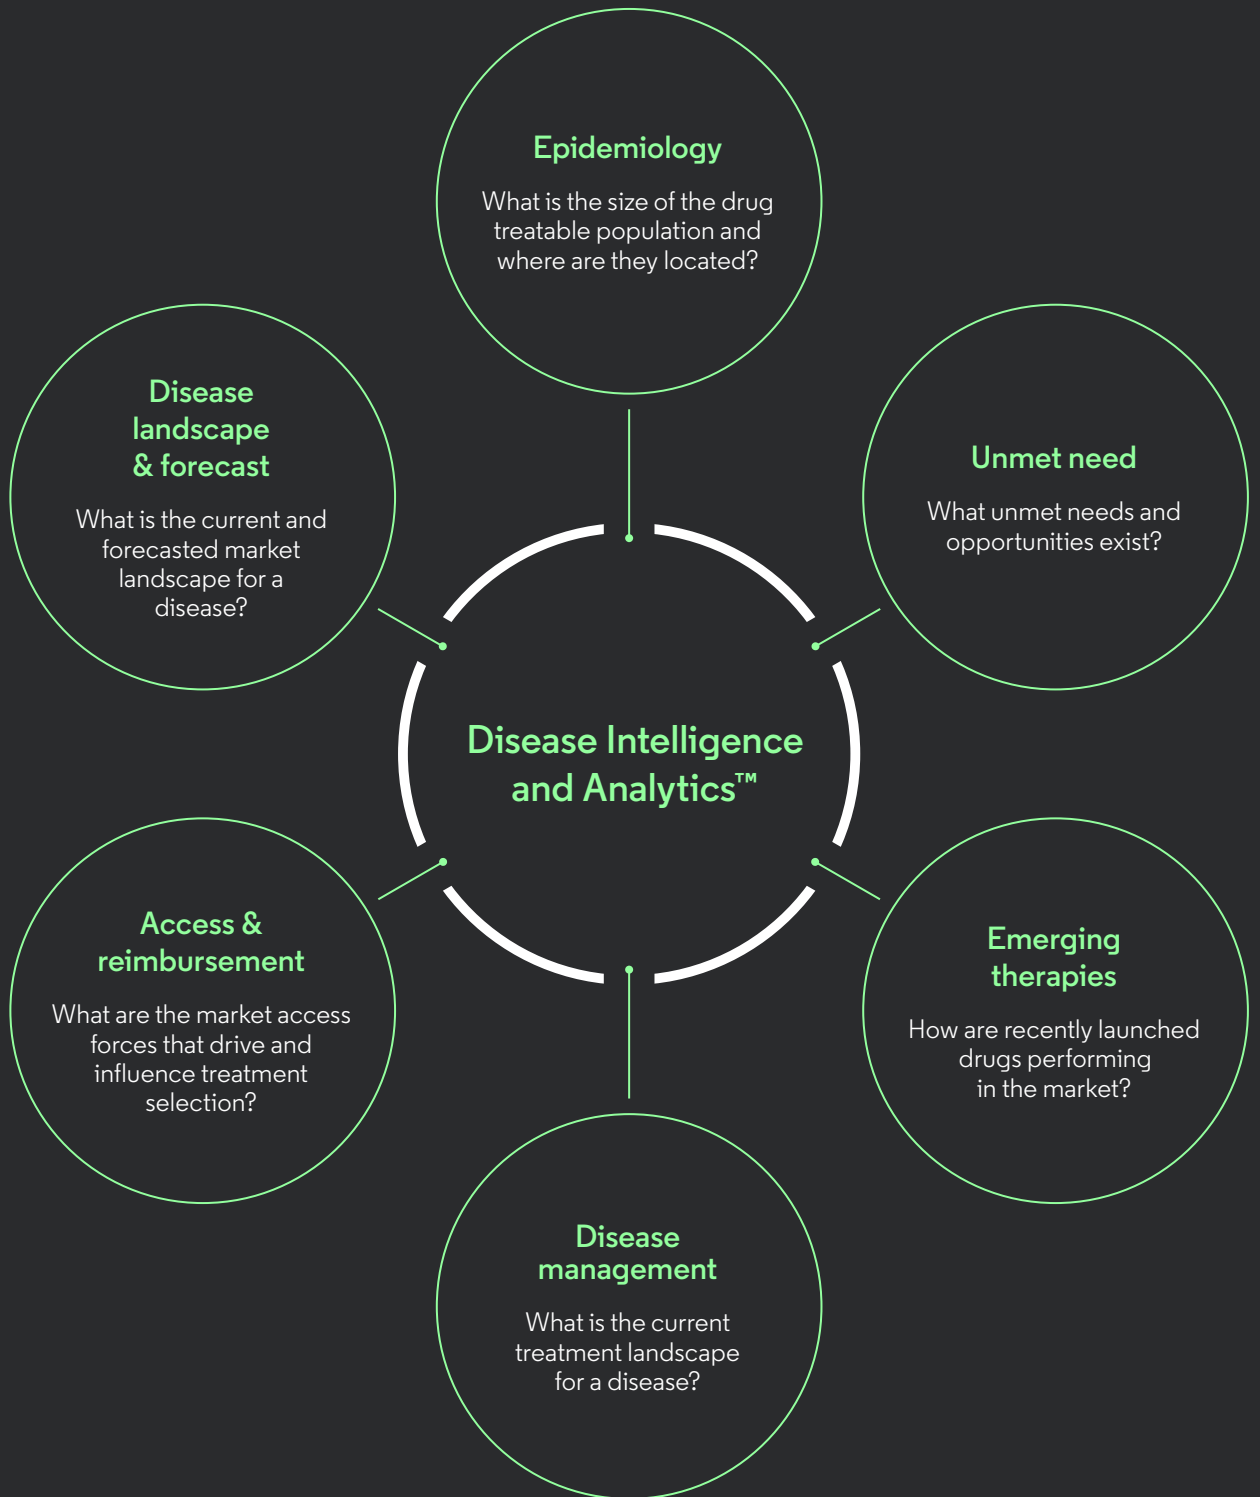 Epidemiology
What is the size of the drug
treatable population and
where are they located?
Disease
landscape
& forecast
What is the current and
forecasted market
landscape for a
disease?
Unmet need
What unmet needs and
opportunities exist?
Disease Intelligence
and Analytics™
Access &
reimbursement
What are the market access
forces that drive and
influence treatment
selection?
Emerging
therapies
How are recently launched
drugs performing
in the market?
Disease
management
What is the current
treatment landscape
for a disease?